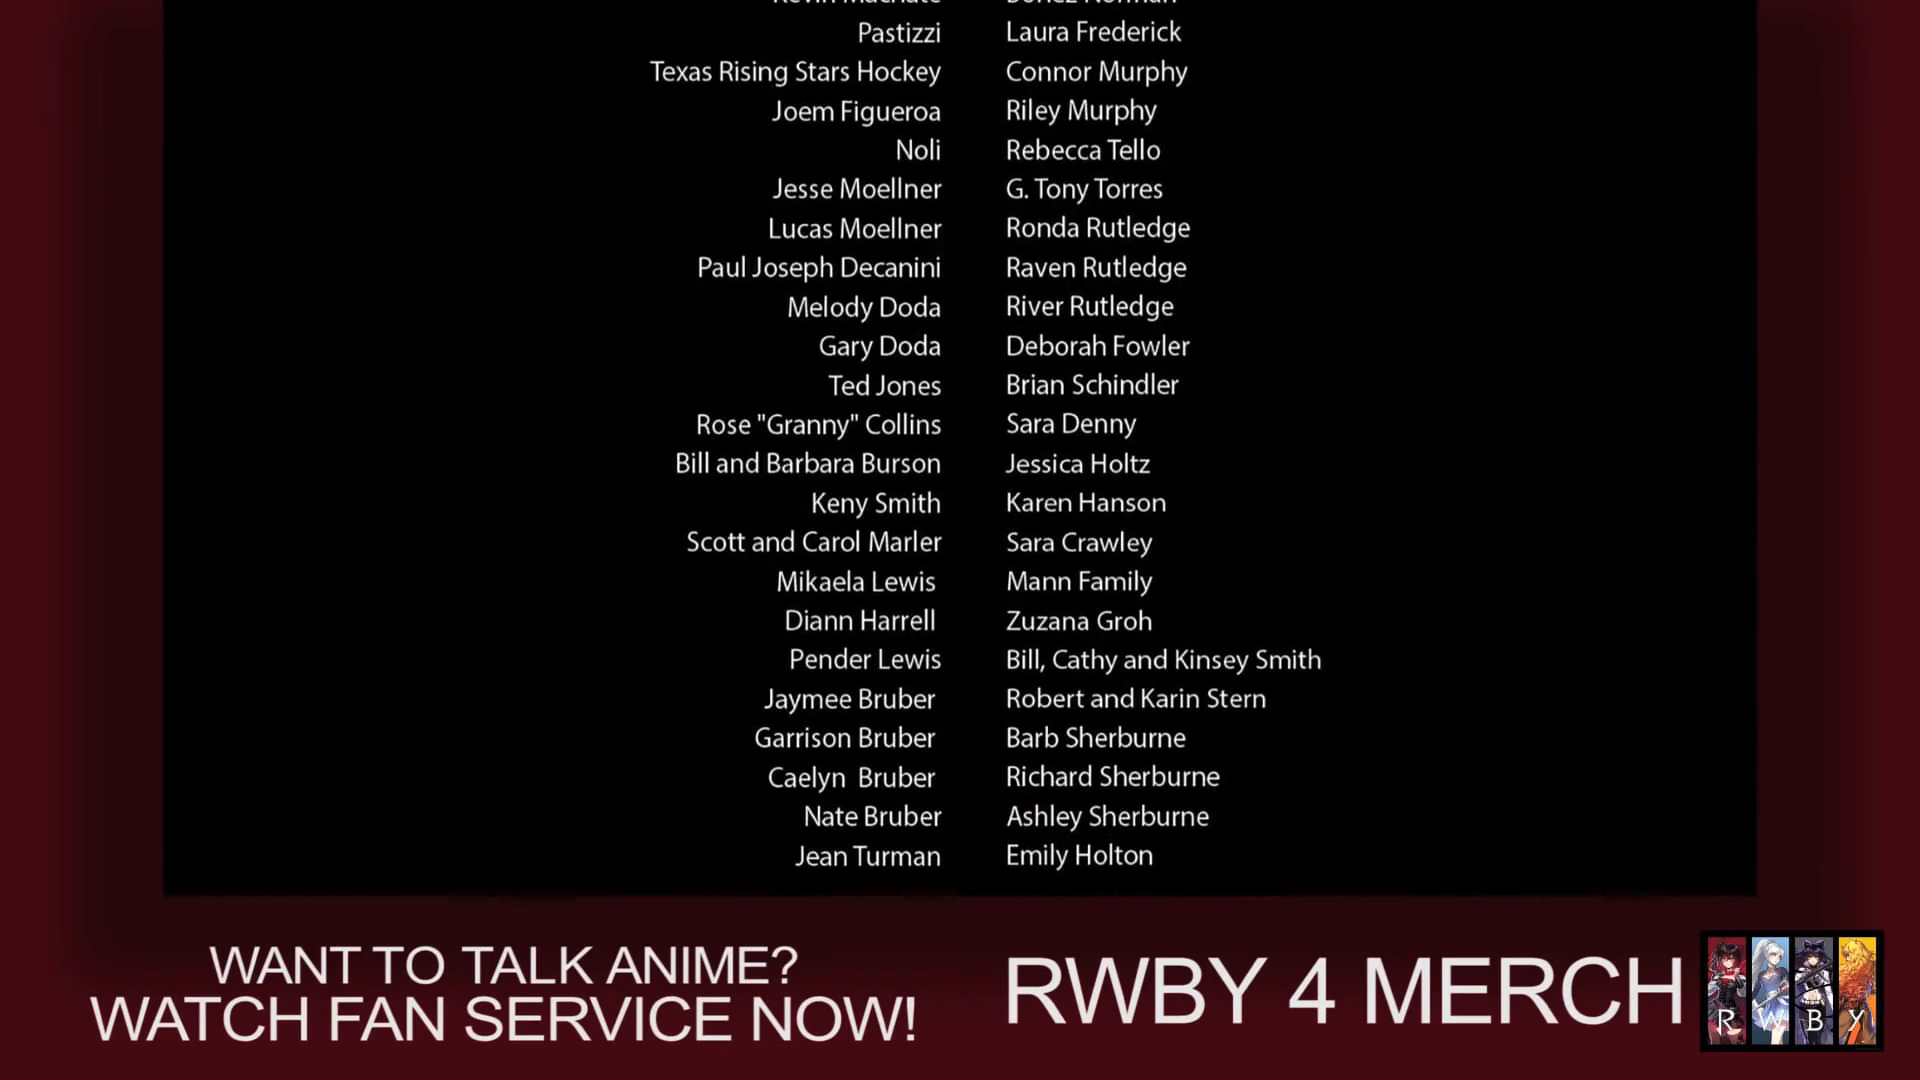 Pastizzi Laura Frederick
Texas Rising Stars Hockey Connor Murphy
Joem Figueroa Riley Murphy
Noli Rebecca Tello
Jesse Moellner G. Tony Torres
Lucas Moellner Ronda Rutledge
Paul Joseph Decanini Raven Rutledge
Melody Doda River Rutledge
Gary Doda Deborah Fowler
Ted Jones Brian Schindler
Rose "Granny" Collins Sara Denny
Bill and Barbara Burson Jessica Holtz
Keny Smith Karen Hanson
Scott and Carol Marler Sara Crawley
Mikaela Lewis Mann Family
Diann Harrell Zuzana Groh
Pender Lewis Bill, Cathy and Kinsey Smith
Jaymee Bruber Robert and Karin Stern
Garrison Bruber Barb Sherburne
Caelyn Bruber Richard Sherburne
Nate Bruber Ashley Sherburne
Jean Turman Emily Holton
WANT TO TALK ANIME?
WATCH FAN SERVICE NOW!
RWBY 4 MERCH
R W B Y